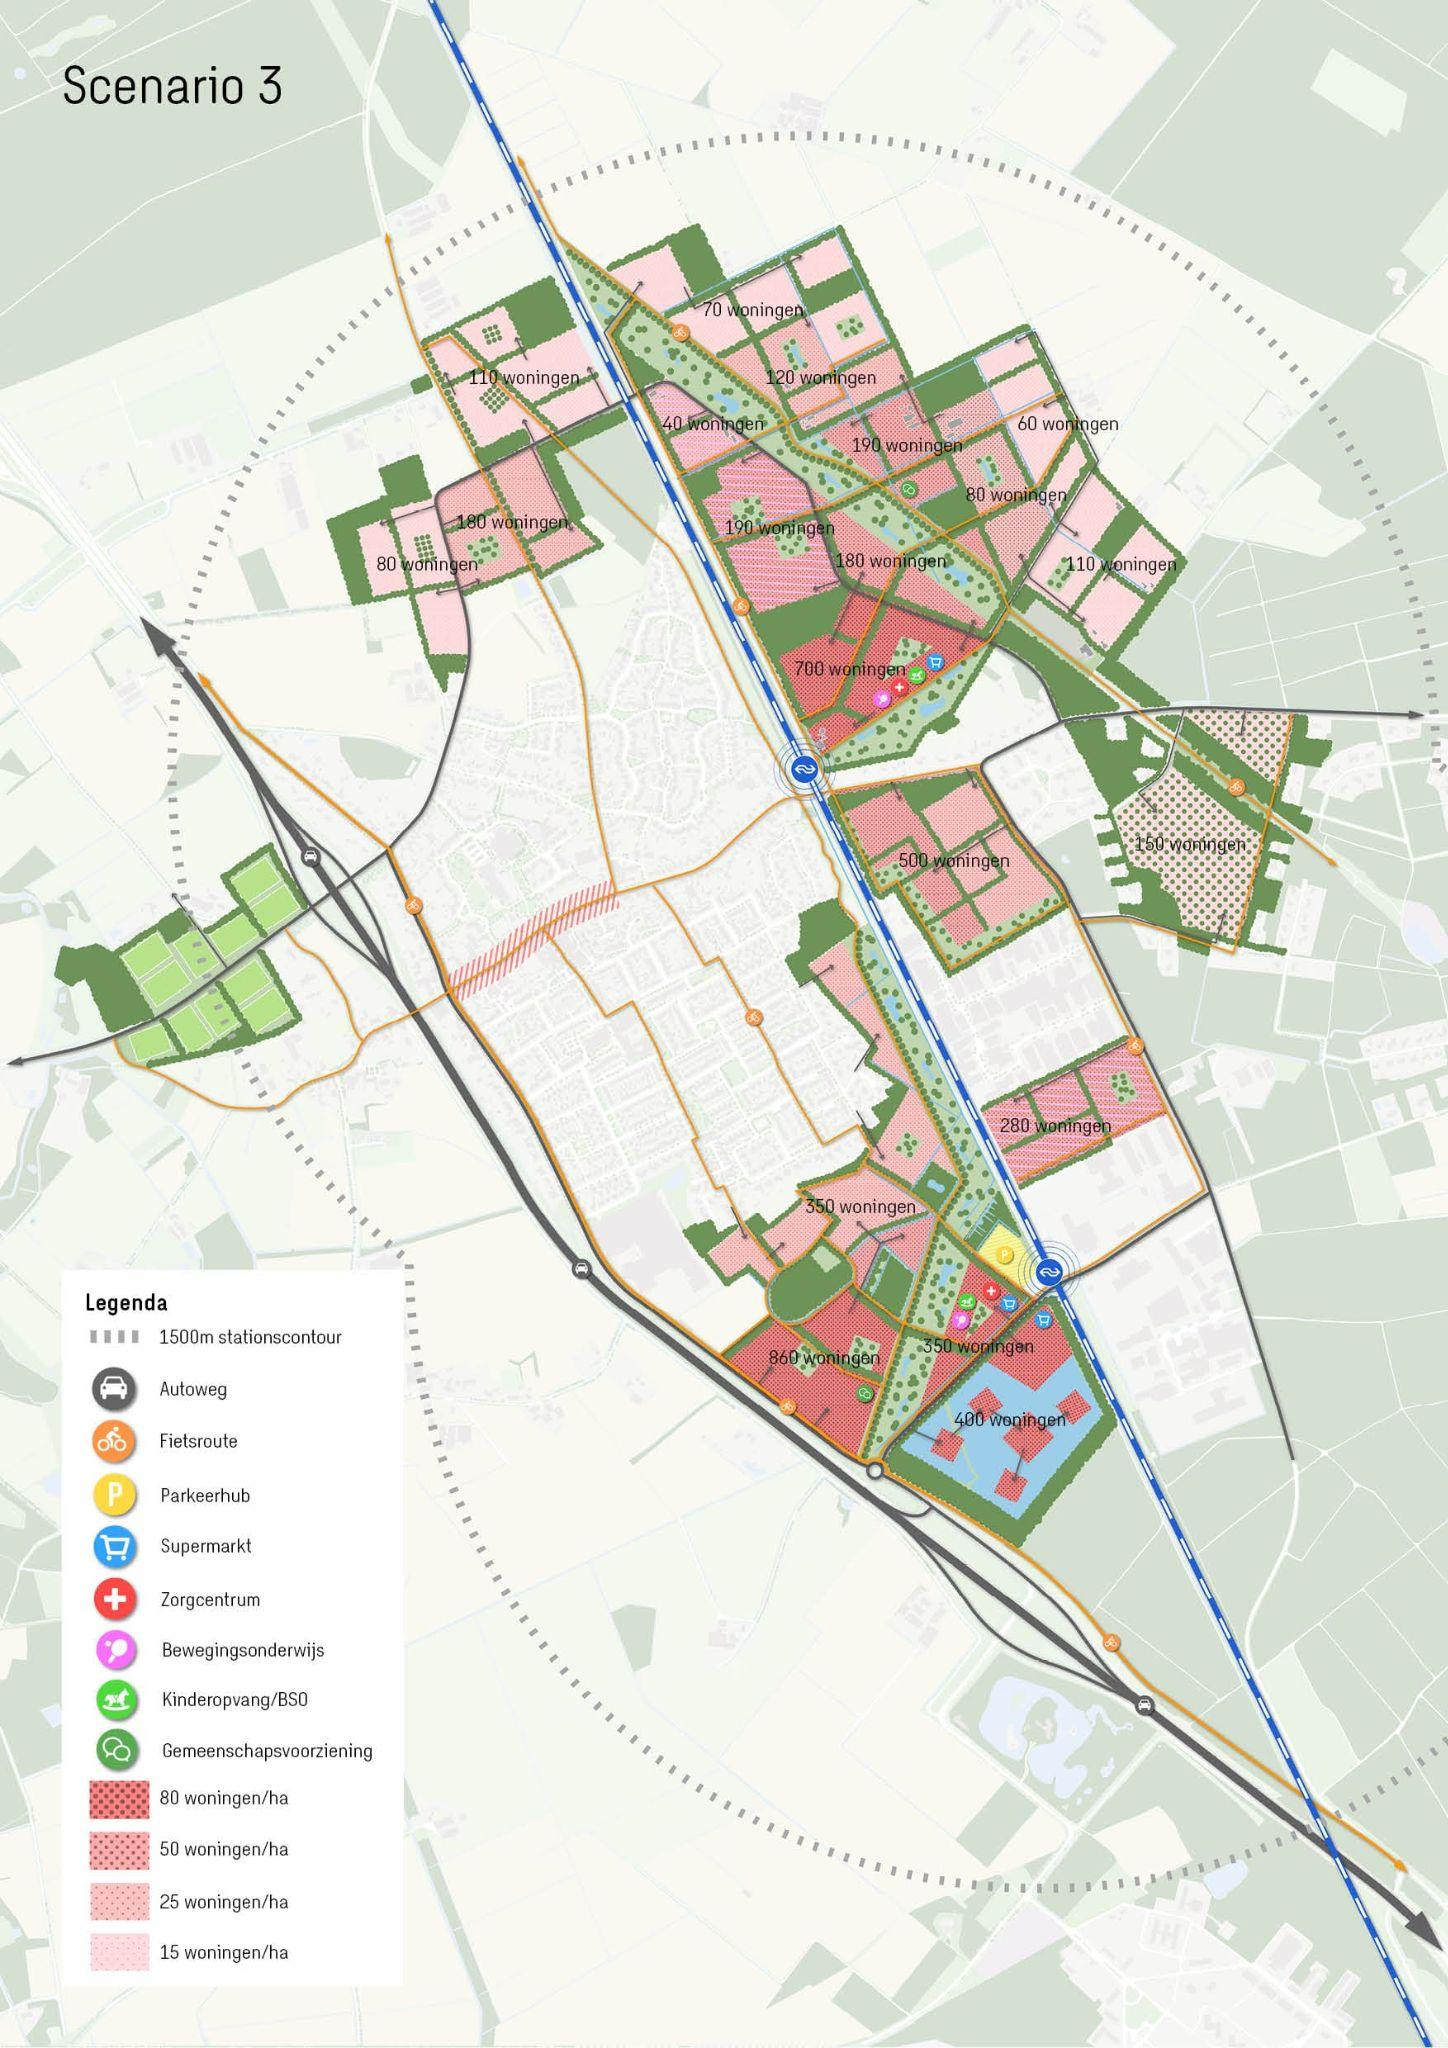 Scenario 3
70 woningen
110 woningen
120 woningen
40 woningen
60 woningen
190 woningen
80 woningen
180 woningen
190 woningen
80 woningen
180 woningen
110 woningen
700 woningen
150 woningen
500 woningen
280 woningen
350 woningen
P
350 woningen
860 woningen
400 woningen
Legenda
1500m stationscontour
Autoweg
Fietsroute
P Parkeerhub
Supermarkt
Zorgcentrum
Bewegingsonderwijs
Kinderopvang/BSO
Gemeenschapsvoorziening
80 woningen/ha
50 woningen/ha
25 woningen/ha
15 woningen/ha